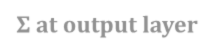 Σ at output layer